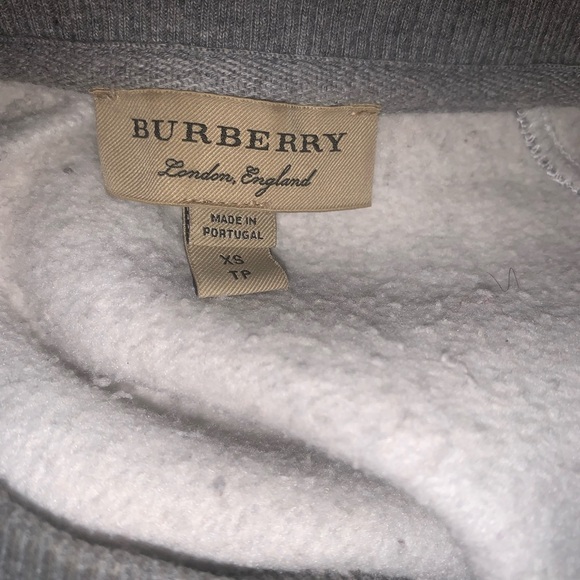 BURBERRY
London, England
MADE IN
PORTUGAL
XS
TP